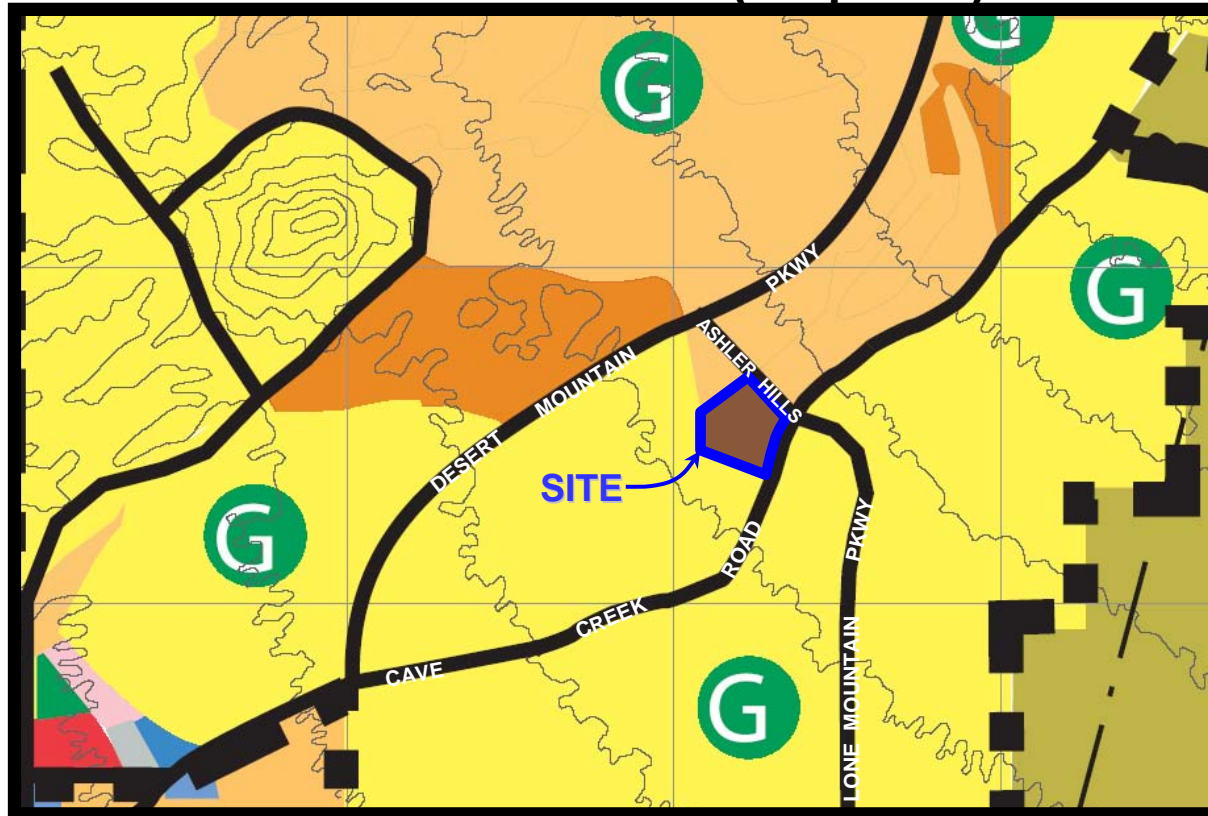 G
G
PKWY
G
ASHLER HILLS
MOUNTAIN
DESERT
SITE
G
PKWY
ROAD
CREEK
CAVE
G
LONE MOUNTAIN